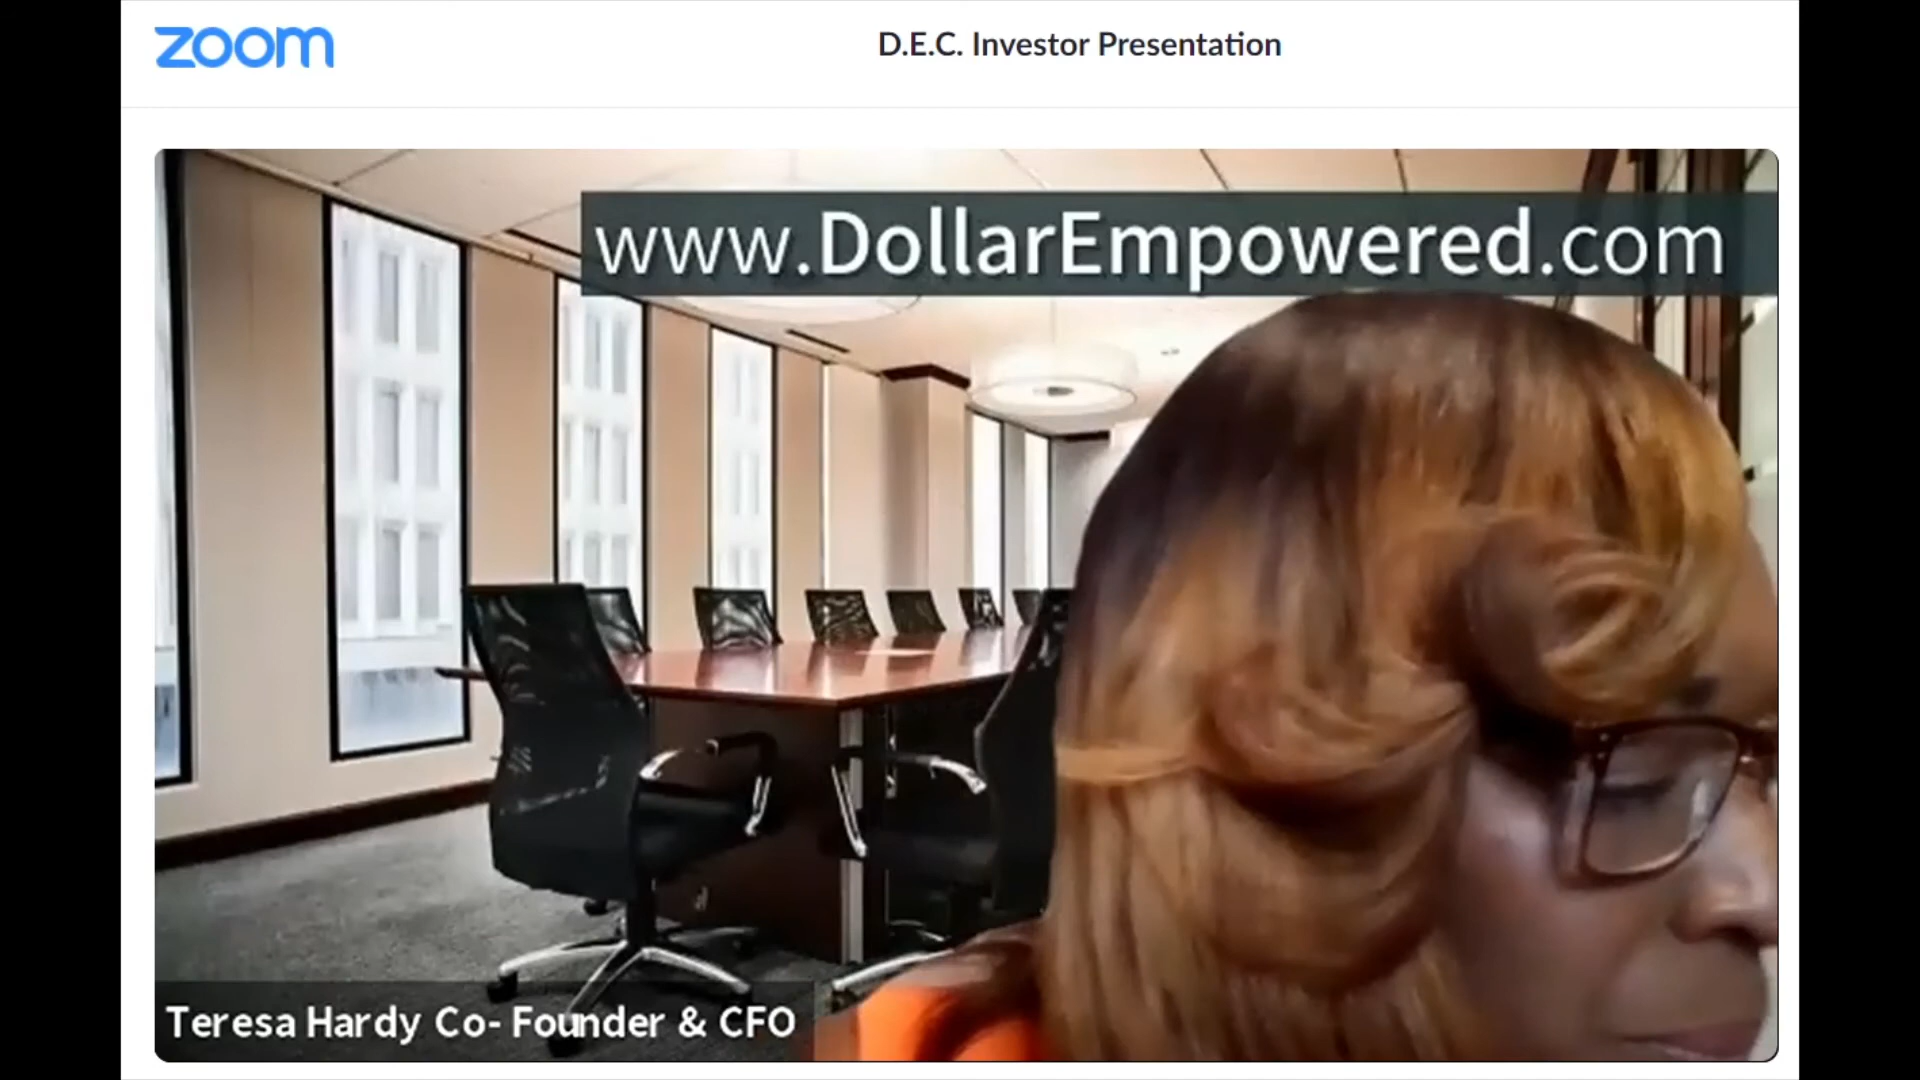 zoom
D.E.C. Investor Presentation
www.DollarEmpowered.com
Teresa Hardy Co- Founder & CFO